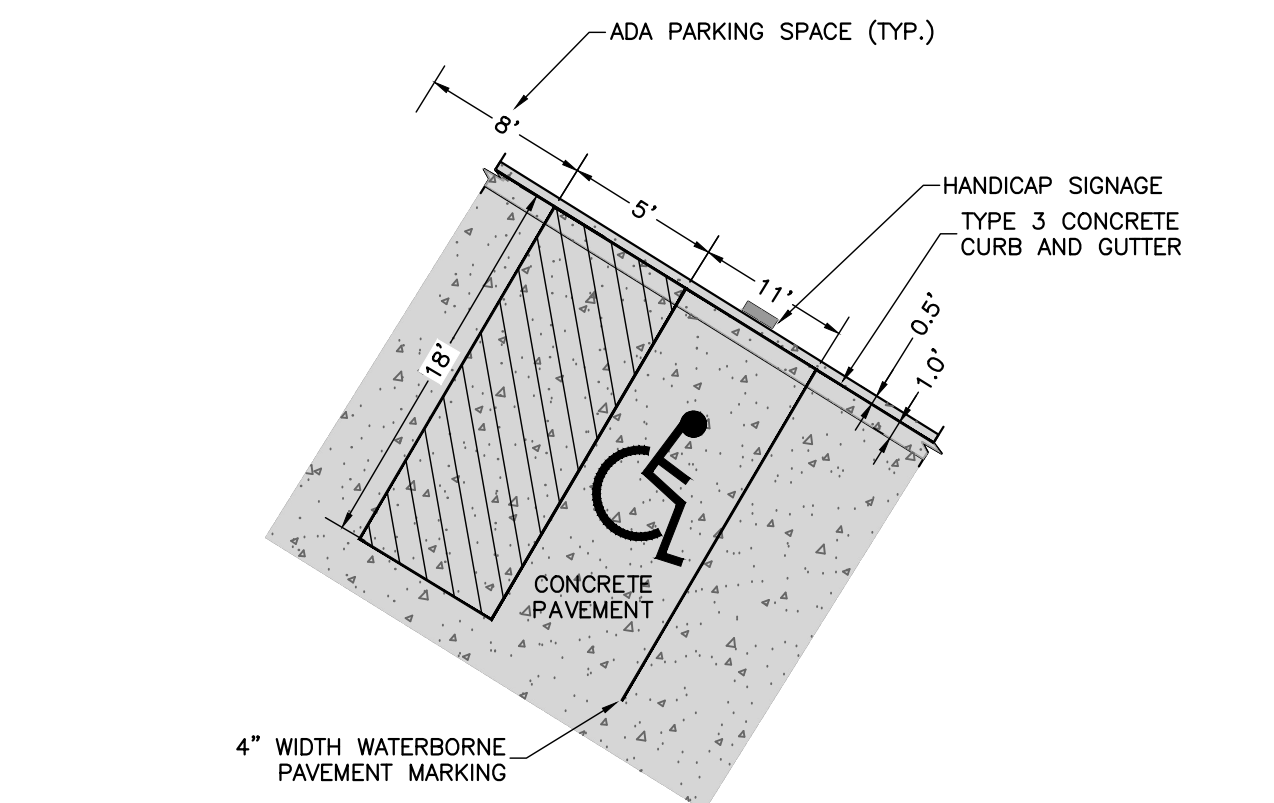 ADA PARKING SPACE (TYP.)
8'
5'
HANDICAP SIGNAGE
TYPE 3 CONCRETE
CURB AND GUTTER
11'
0.5'
1.0'
18'
CONCRETE
PAVEMENT
4" WIDTH WATERBORNE
PAVEMENT MARKING